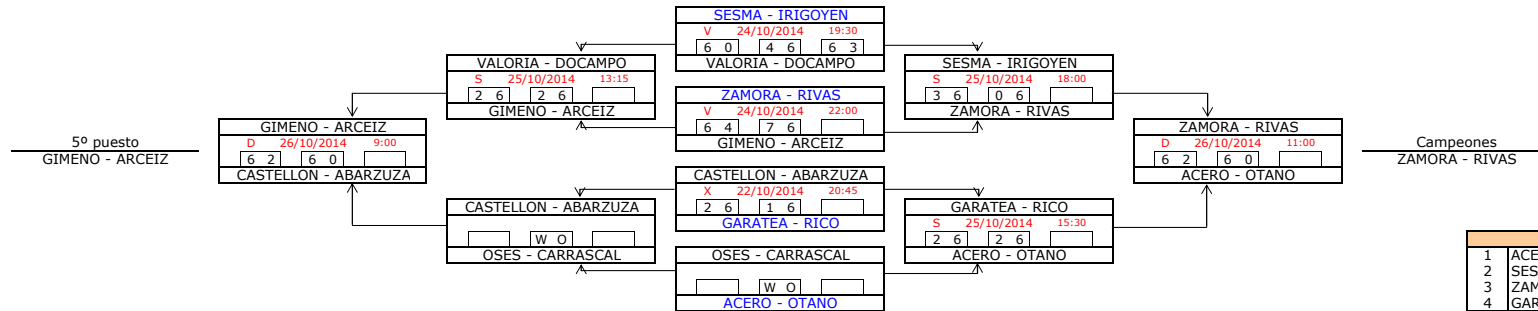 SESMA - IRIGOYEN
V 24/10/2014 19:30
6 0 4 6 6 3
VALORIA - DOCAMPO
VALORIA - DOCAMPO
S 25/10/2014 13:15
2 6 2 6
GIMENO - ARCEIZ
SESMA - IRIGOYEN
S 25/10/2014 18:00
3 6 0 6
ZAMORA - RIVAS
ZAMORA - RIVAS
V 24/10/2014 22:00
6 4 7 6
GIMENO - ARCEIZ
5º puesto
GIMENO - ARCEIZ
GIMENO - ARCEIZ
D 26/10/2014 9:00
6 2 6 0
CASTELLON - ABARZUZA
ZAMORA - RIVAS
D 26/10/2014 11:00
6 2 6 0
ACERO - OTANO
Campeones
ZAMORA - RIVAS
CASTELLON - ABARZUZA
X 22/10/2014 20:45
2 6 1 6
GARATEA - RICO
CASTELLON - ABARZUZA
W O
OSES - CARRASCAL
GARATEA - RICO
S 25/10/2014 15:30
2 6 2 6
ACERO - OTANO
OSES - CARRASCAL
W O
ACERO - OTANO
1 ACE
2 SES
3 ZAM
4 GAR